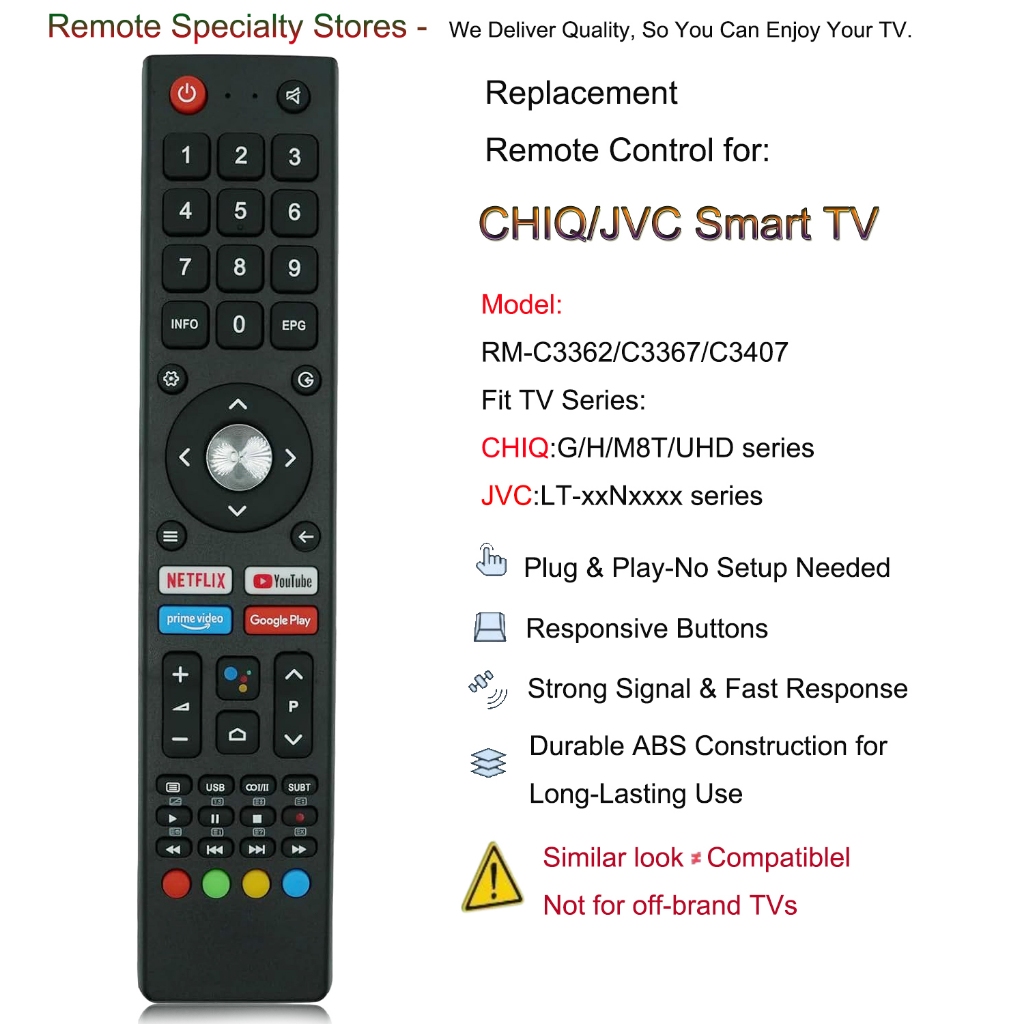 Remote Specialty Stores - We Deliver Quality, So You Can Enjoy Your TV.
Replacement
Remote Control for:
CHIQ/JVC Smart TV
Model:
RM-C3362/C3367/C3407
Fit TV Series:
CHIQ:G/H/M8T/UHD series
JVC:LT-xxNxxxx series
Plug & Play-No Setup Needed
Responsive Buttons
Strong Signal & Fast Response
Durable ABS Construction for
Long-Lasting Use
Similar look ≠ Compatiblel
Not for off-brand TVs
1 2 3
4 5 6
7 8 9
INFO 0 EPG
NETFLIX YouTube
prime video Google Play
+ P
−
USB I/II SUBT